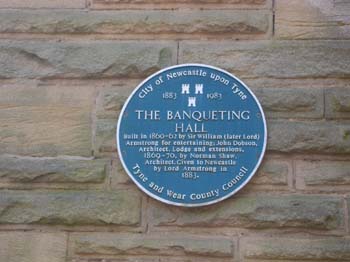 City of Newcastle upon Tyne
1883 1983
THE BANQUETING
HALL
Built in 1860-62 by Sir William (later Lord)
Armstrong for entertaining; John Dobson,
Architect. Lodge and extensions,
1869-70, by Norman Shaw,
Architect. Given to Newcastle
by Lord Armstrong in
1883.
Tyne and Wear County Council